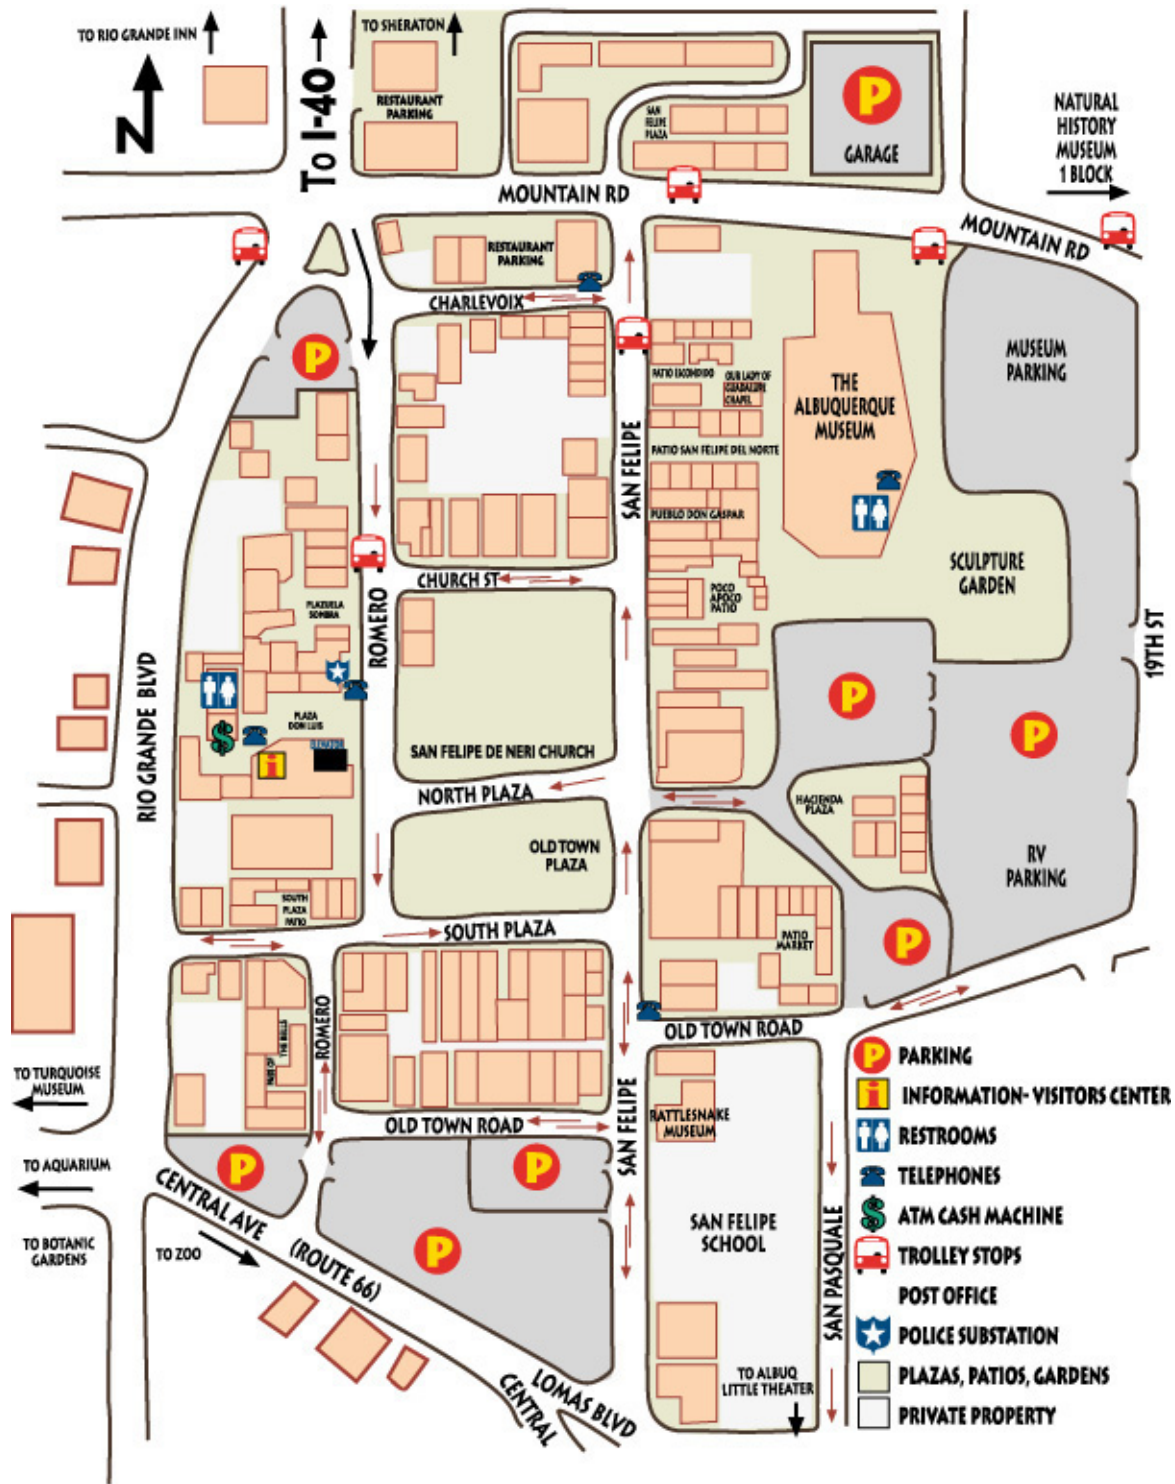 TO RIO GRANDE INN
TO SHERATON
N
TO I-40
RESTAURANT
PARKING
SAN
FELIPE
PLAZA
P
GARAGE
NATURAL
HISTORY
MUSEUM
1 BLOCK
MOUNTAIN RD
MOUNTAIN RD
RESTAURANT
PARKING
CHARLEVOIX
P
MUSEUM
PARKING
THE
ALBUQUERQUE
MUSEUM
PATIO ESCONDIDO
OUR LADY OF
GUADALUPE
CHAPEL
PATIO SAN FELIPE DEL NORTE
SAN FELIPE
PUEBLO DON GASPAR
SCULPTURE
GARDEN
CHURCH ST
POCO
APOCO
PATIO
PLAZUELA
SOMBRA
ROMERO
RIO GRANDE BLVD
19TH ST
P
P
PLAZA
DON LUIS
$
i
SAN FELIPE DE NERI CHURCH
NORTH PLAZA
HACIENDA
PLAZA
OLD TOWN
PLAZA
RV
PARKING
SOUTH
PLAZA
PATIO
SOUTH PLAZA
PATIO
MARKET
P
ROMERO
PARK OF
THE BELLS
OLD TOWN ROAD
P PARKING
TO TURQUOISE
MUSEUM
i INFORMATION- VISITORS CENTER
RATTLESNAKE
MUSEUM
OLD TOWN ROAD
SAN FELIPE
RESTROOMS
TO AQUARIUM
P
P
TELEPHONES
CENTRAL AVE
(ROUTE 66)
$ ATM CASH MACHINE
TO BOTANIC
GARDENS
TO ZOO
P
SAN FELIPE
SCHOOL
SAN PASQUALE
TROLLEY STOPS
POST OFFICE
POLICE SUBSTATION
TO ALBUQ
LITTLE THEATER
PLAZAS, PATIOS, GARDENS
LOMAS BLVD
CENTRAL
PRIVATE PROPERTY